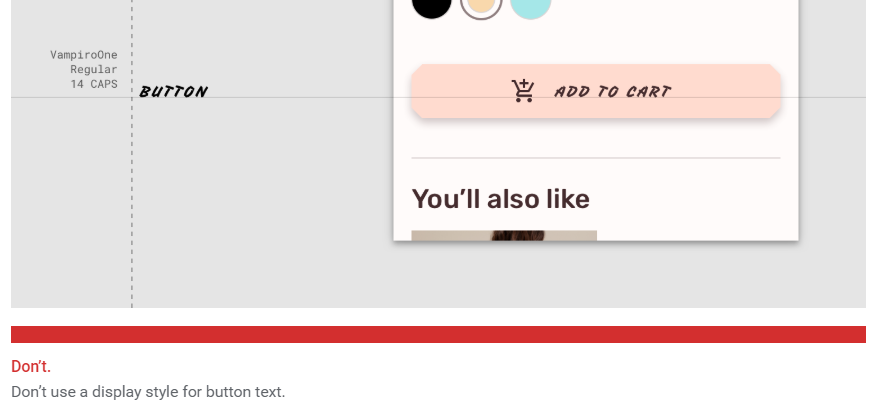 VampiroOne
Regular
14 CAPS
BUTTON
ADD TO CART
You’ll also like
Don’t.
Don’t use a display style for button text.